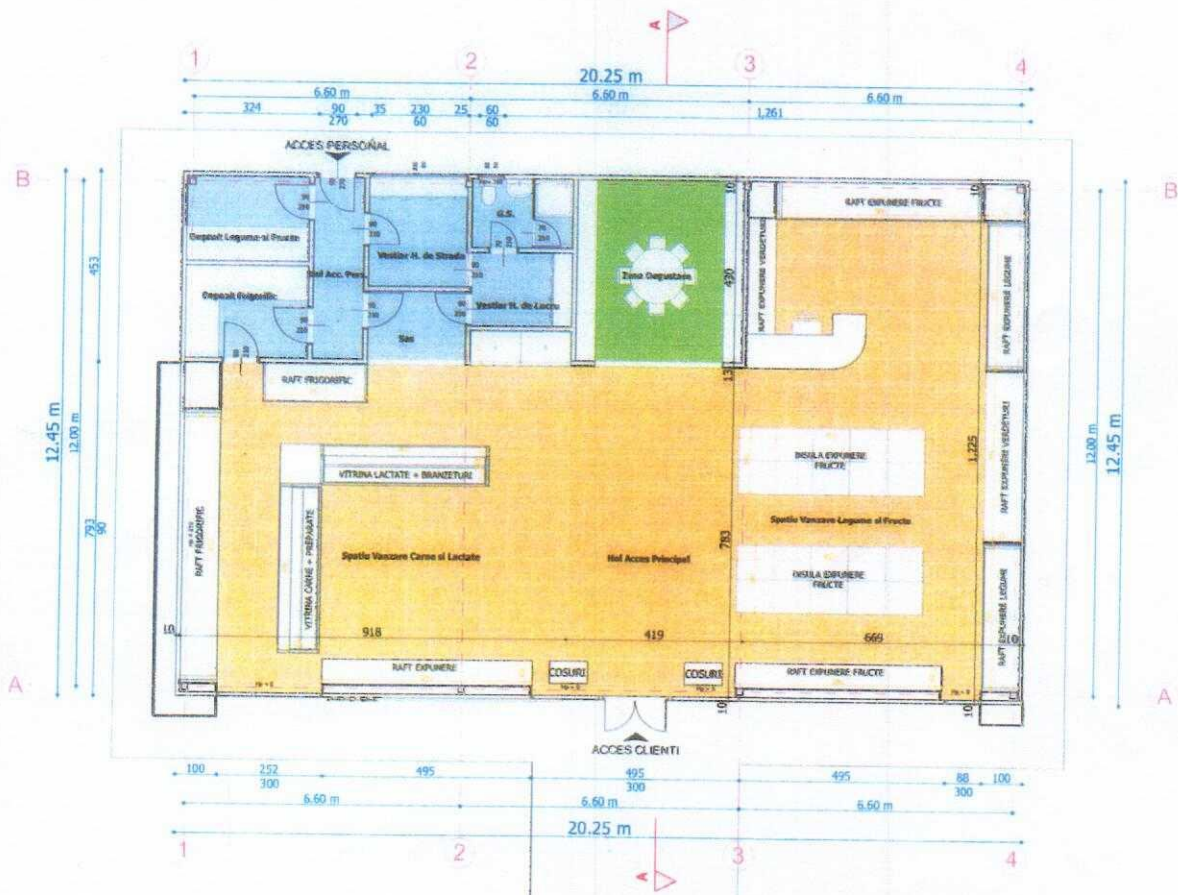 A
1
2
3
4
20.25 m
6.60 m
6.60 m
6.60 m
324
90
270
35
230
60
25
60
60
1,261
ACCES PERSONAL
B
B
RAFT EXPUNERE FRUCTE
G.S.
Depozit Legume si Fructe
Hol Acc. Pers.
Vestiar H. de Strada
Zona Degustare
RAFT EXPUNERE VERDETURI
RAFT EXPUNERE LEGUME
Depozit Frigorific
Vestiar H. de Lucru
Sas
453
430
10
10
13
RAFT FRIGORIFIC
12.45 m
12.00 m
12.00 m
12.45 m
1,225
RAFT EXPUNERE VERDETURI
VITRINA LACTATE + BRANZETURI
INSULA EXPUNERE
FRUCTE
793
90
RAFT FRIGORIFIC
VITRINA CARNE + PREPARATE
Spatiu Vanzare Carne si Lactate
Hol Acces Principal
783
Spatiu Vanzare Legume si Fructe
INSULA EXPUNERE
FRUCTE
RAFT EXPUNERE LEGUME
918
419
669
10
RAFT EXPUNERE
COSURI
COSURI
RAFT EXPUNERE FRUCTE
A
A
10
10
ACCES CLIENTI
100
252
300
495
495
300
495
88
300
100
6.60 m
6.60 m
6.60 m
20.25 m
1
2
3
4
A